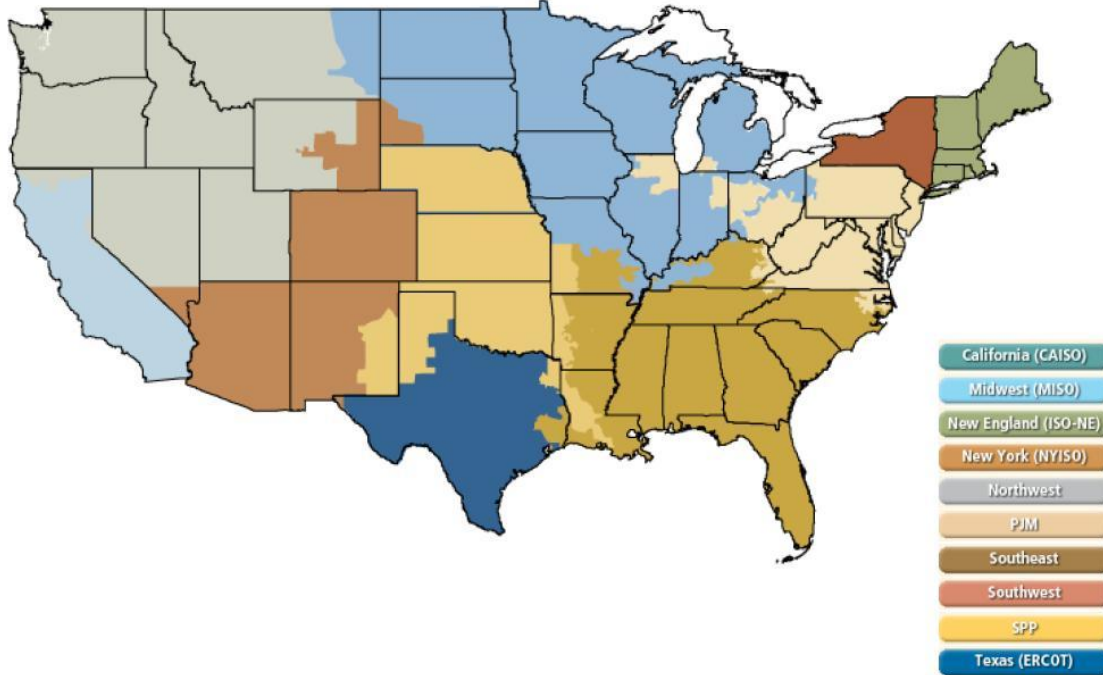 California (CAISO)
Midwest (MISO)
New England (ISO-NE)
New York (NYISO)
Northwest
PJM
Southeast
Southwest
SPP
Texas (ERCOT)